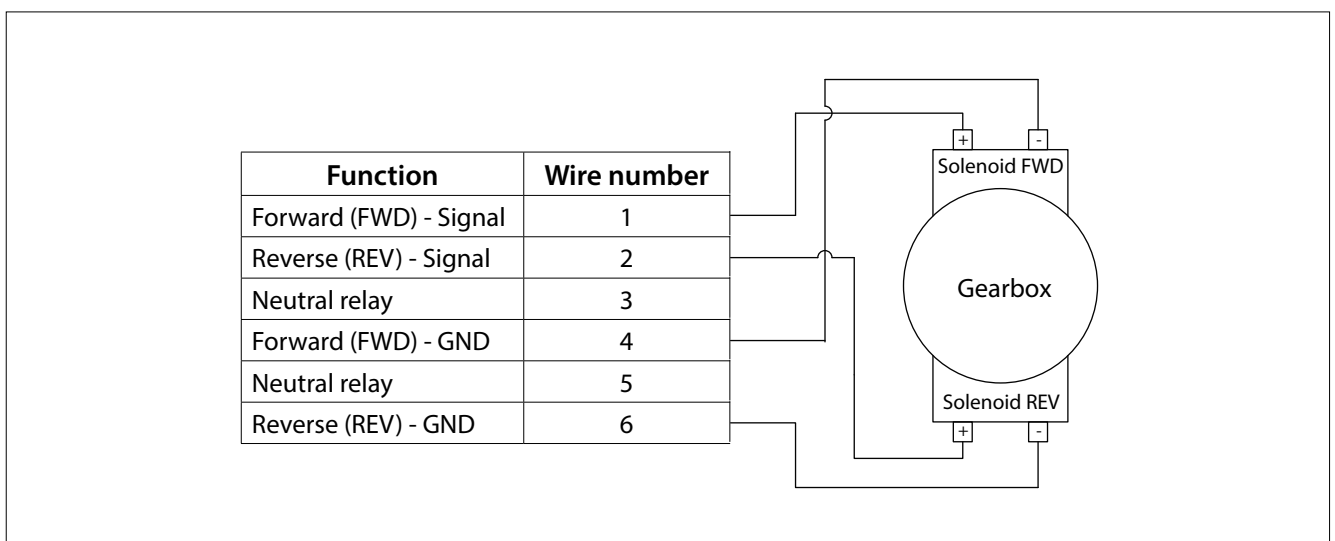 + -
Solenoid FWD
Function Wire number
Forward (FWD) - Signal 1
Reverse (REV) - Signal 2
Neutral relay 3
Forward (FWD) - GND 4
Neutral relay 5
Reverse (REV) - GND 6
Gearbox
Solenoid REV
+ -